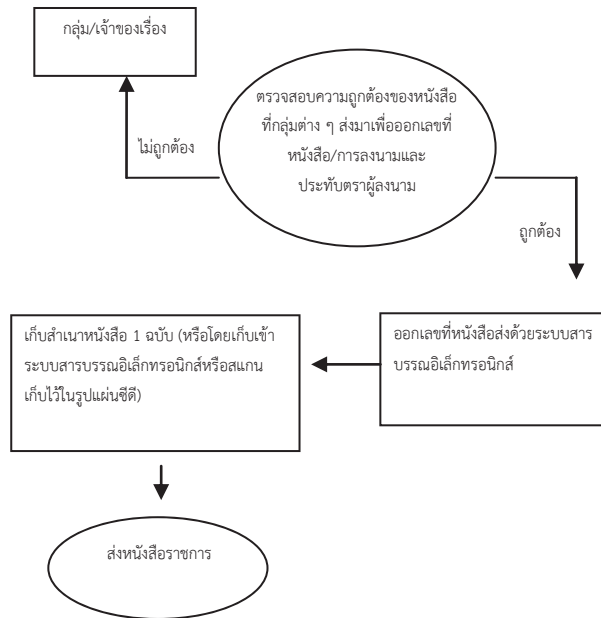 กลุ่ม/เจ้าของเรื่อง
ตรวจสอบความถูกต้องของหนังสือ
ที่กลุ่มต่าง ๆ ส่งมาเพื่อออกเลขที่
หนังสือ/การลงนามและ
ประทับตราผู้ลงนาม
ไม่ถูกต้อง
ถูกต้อง
เก็บสำเนาหนังสือ 1 ฉบับ (หรือโดยเก็บเข้า
ระบบสารบรรณอิเล็กทรอนิกส์หรือสแกน
เก็บไว้ในรูปแผ่นซีดี)
ออกเลขที่หนังสือส่งด้วยระบบสาร
บรรณอิเล็กทรอนิกส์
ส่งหนังสือราชการ